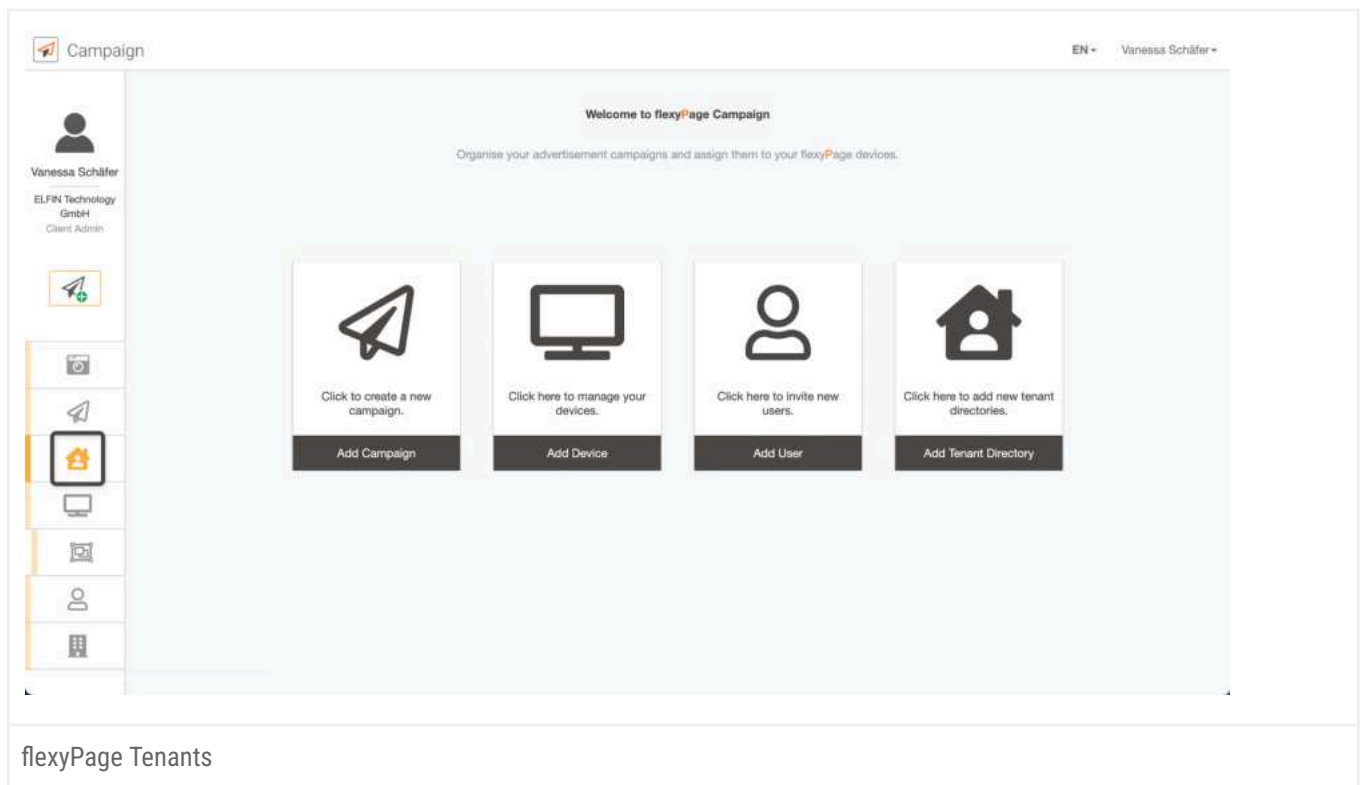 Campaign
EN
Vanessa Schäfer
Welcome to flexyPage Campaign
Organise your advertisement campaigns and assign them to your flexyPage devices.
Vanessa Schäfer
ELFIN Technology
GmbH
Client Admin
Click to create a new
campaign.
Add Campaign
Click here to manage your
devices.
Add Device
Click here to invite new
users.
Add User
Click here to add new tenant
directories.
Add Tenant Directory
flexyPage Tenants